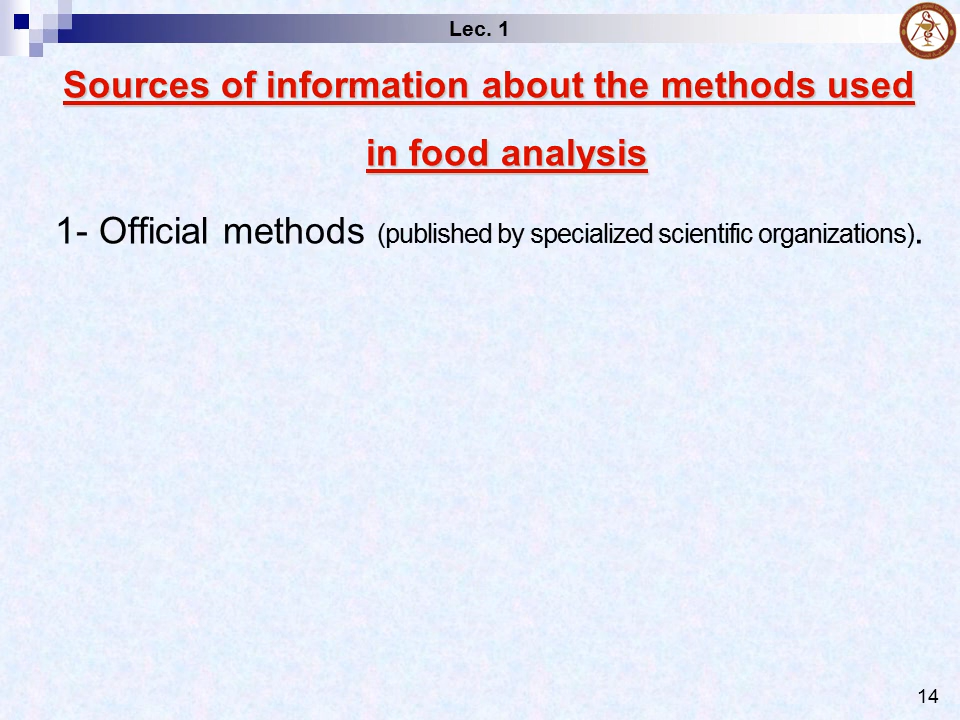 Lec. 1
Sources of information about the methods used
in food analysis
1- Official methods (published by specialized scientific organizations).
14